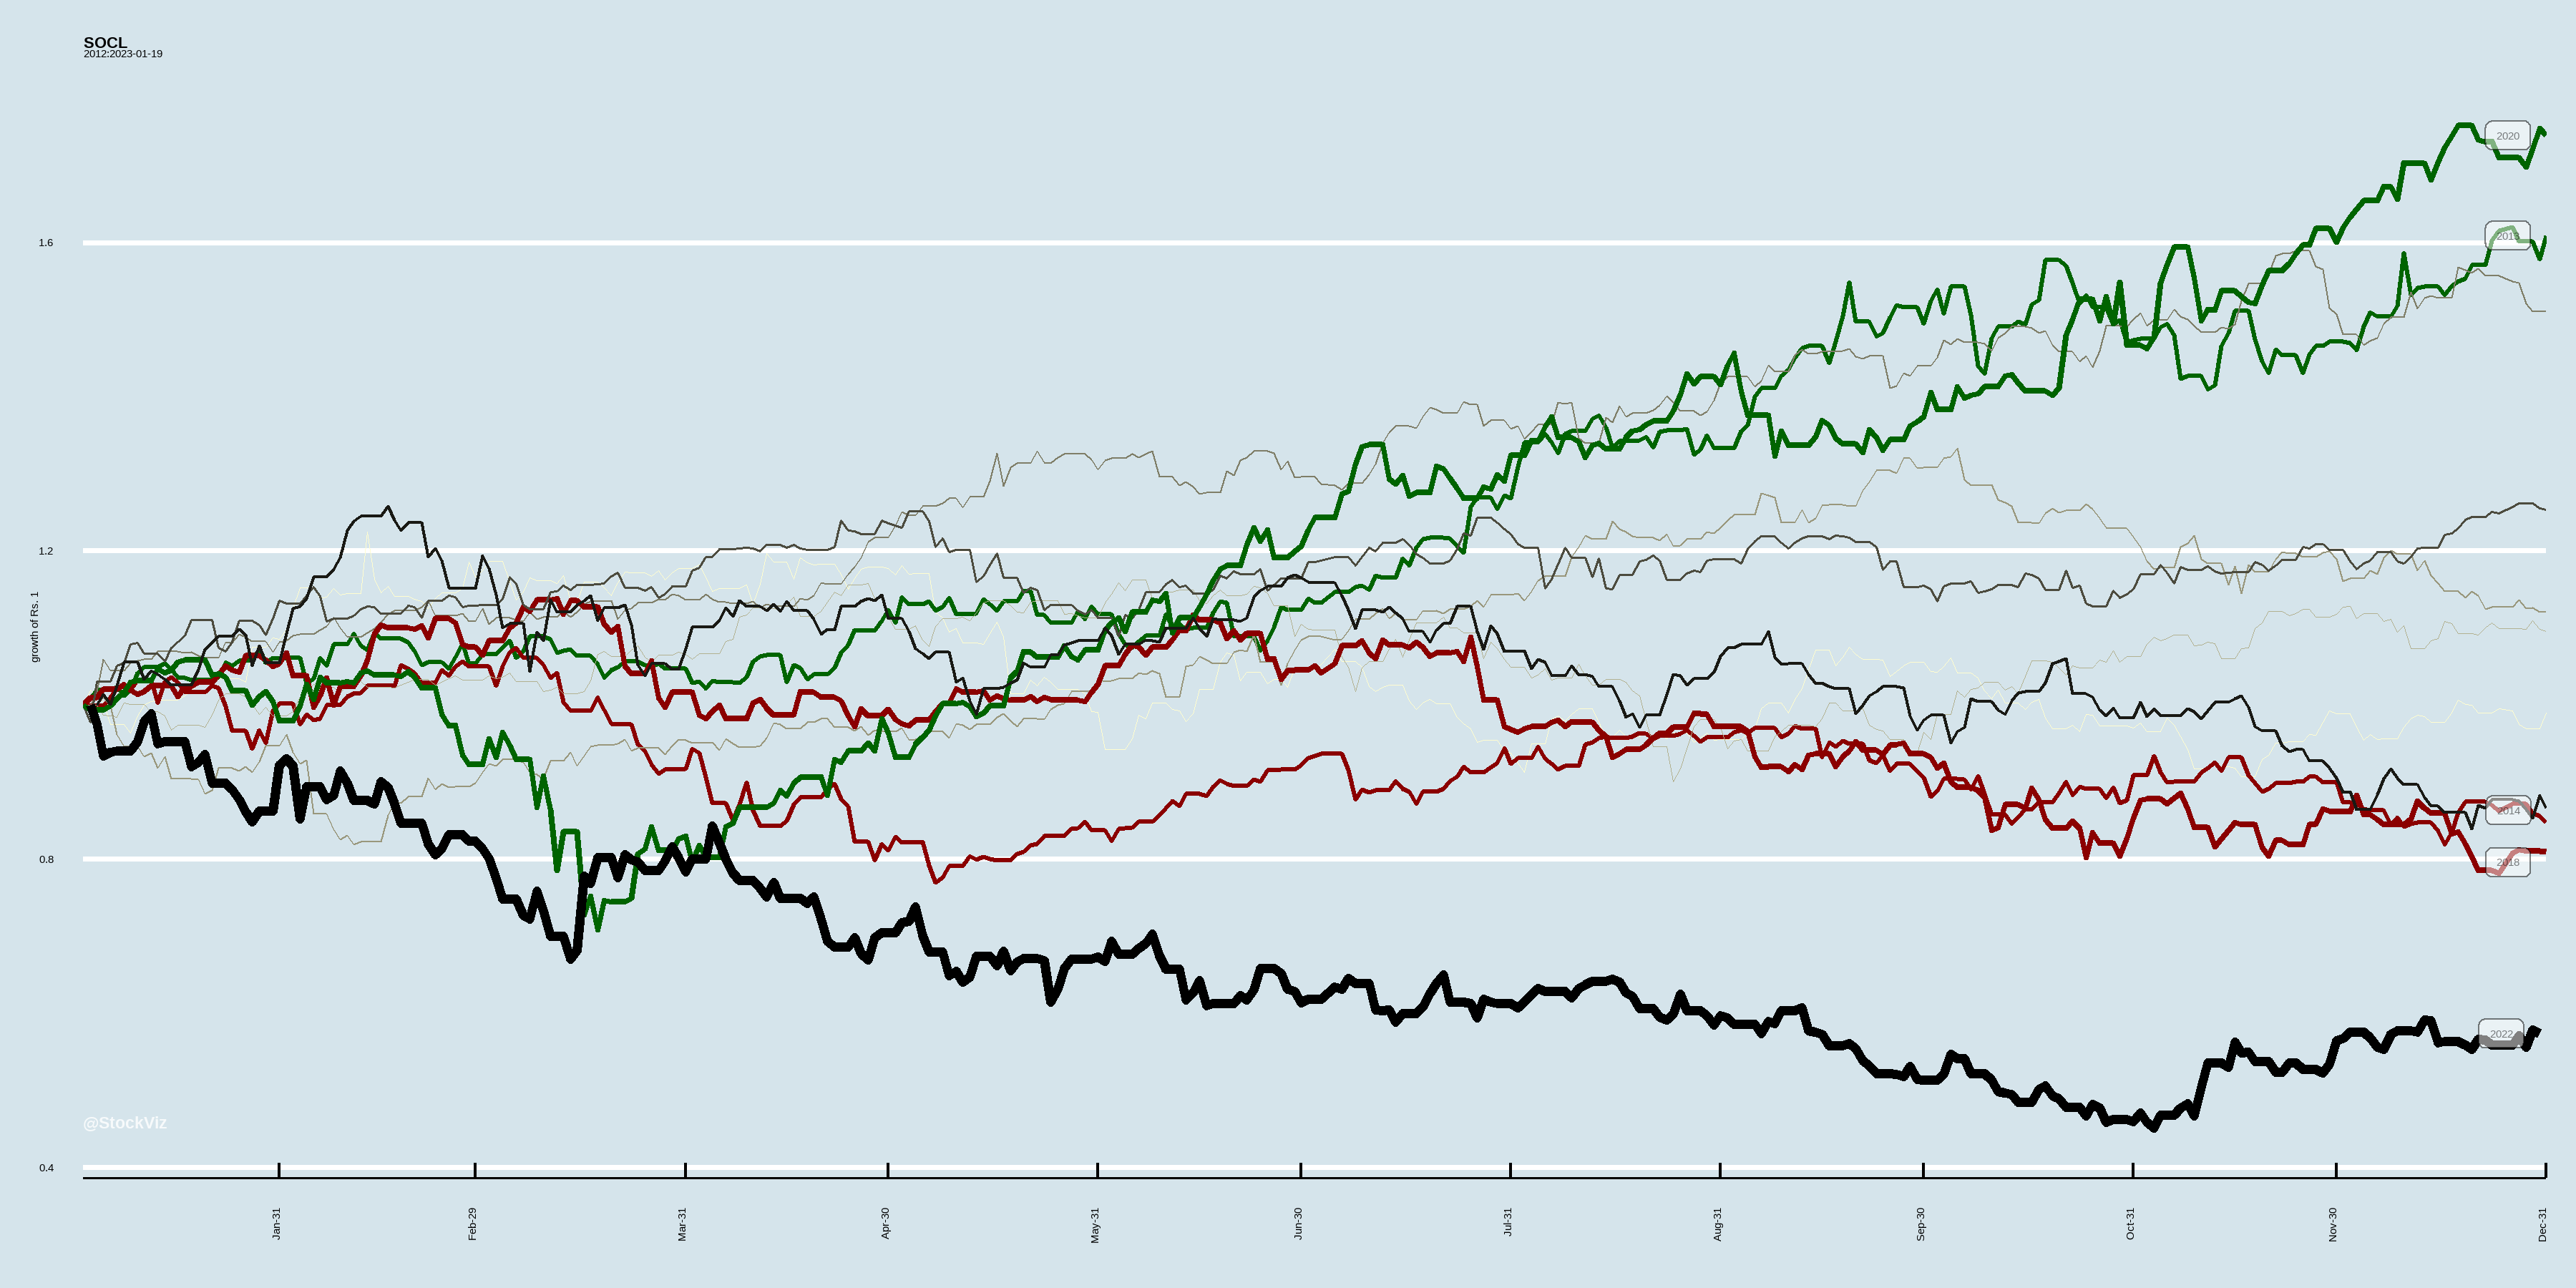 SOCL
2012:2023-01-19
2020
2013
1.6
1.2
growth of Rs. 1
2014
0.8
2018
2022
@StockViz
0.4
Jan-31
Feb-29
Mar-31
Apr-30
May-31
Jun-30
Jul-31
Aug-31
Sep-30
Oct-31
Nov-30
Dec-31